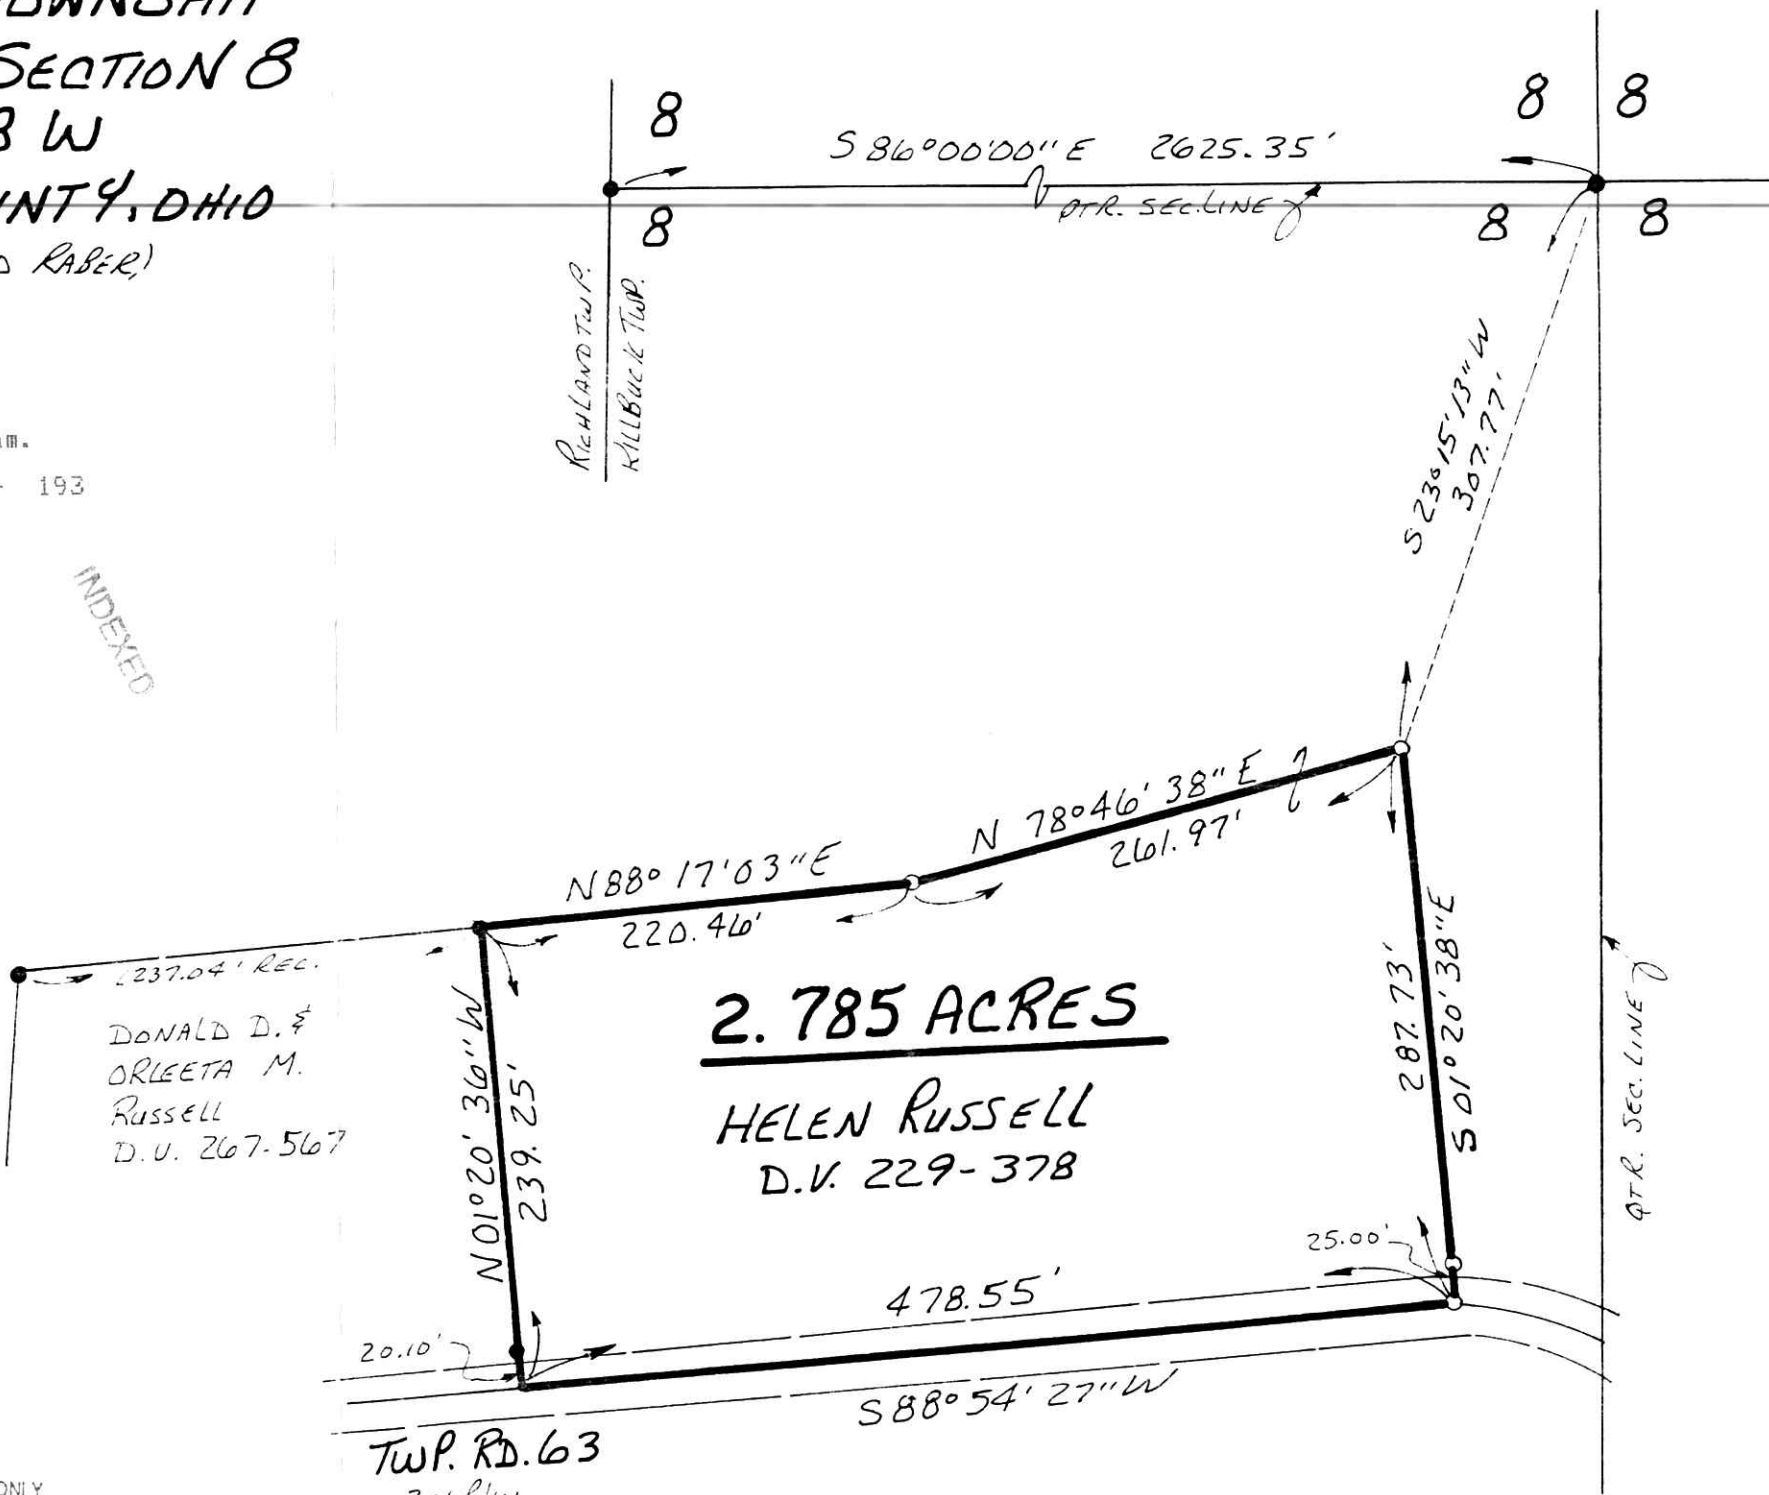 SECTION 8
8 W
OHIO
RABER)
193
INDEXED
8
8 8
S 86°00'00" E 2625.35'
QTR. SEC. LINE
8
8 8
RICHLAND TWP.
KILLBUCK TWP.
S 23°15'13" W
307.77'
N 78°46'38" E
261.97'
N 88°17'03" E
220.46'
237.04' REC.
DONALD D. &
ORLEETA M.
RUSSELL
D.V. 267-567
N 01°20'36" W
239.25'
2.785 ACRES
HELEN RUSSELL
D.V. 229-378
287.73'
S 01°20'38" E
QTR. SEC. LINE
25.00'
478.55'
20.10'
S 88°54'27" W
TWP. RD. 63
ONLY